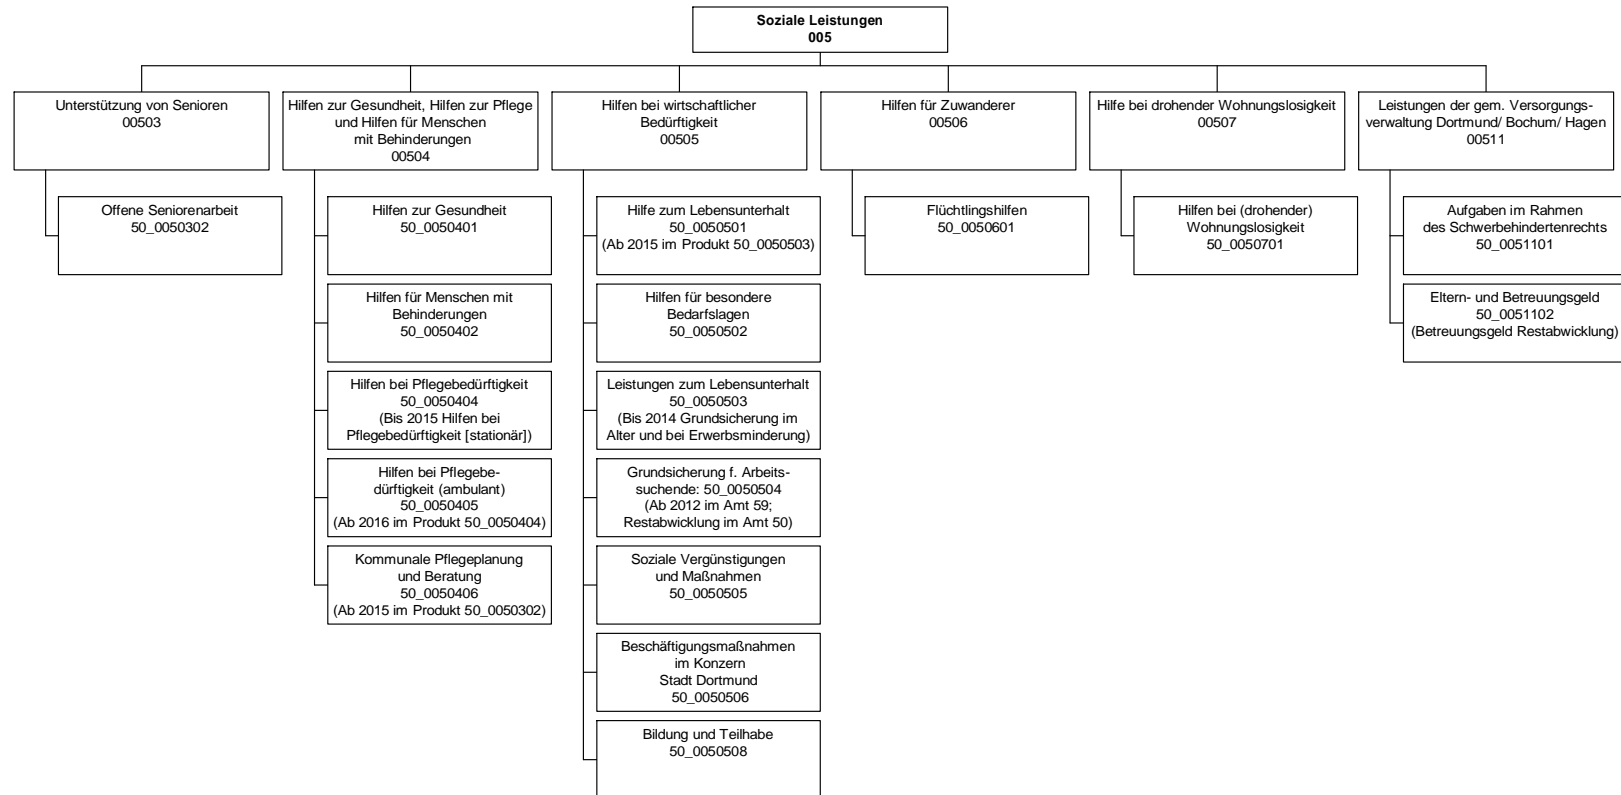 Soziale Leistungen
005
Unterstützung von Senioren
00503
Hilfen zur Gesundheit, Hilfen zur Pflege
und Hilfen für Menschen
mit Behinderungen
00504
Hilfen bei wirtschaftlicher
Bedürftigkeit
00505
Hilfen für Zuwanderer
00506
Hilfe bei drohender Wohnungslosigkeit
00507
Leistungen der gem. Versorgungs-
verwaltung Dortmund/ Bochum/ Hagen
00511
Offene Seniorenarbeit
50_0050302
Hilfen zur Gesundheit
50_0050401
Hilfen für Menschen mit
Behinderungen
50_0050402
Hilfen bei Pflegebedürftigkeit
50_0050404
(Bis 2015 Hilfen bei
Pflegebedürftigkeit [stationär])
Hilfen bei Pflegebe-
dürftigkeit (ambulant)
50_0050405
(Ab 2016 im Produkt 50_0050404)
Kommunale Pflegeplanung
und Beratung
50_0050406
(Ab 2015 im Produkt 50_0050302)
Hilfe zum Lebensunterhalt
50_0050501
(Ab 2015 im Produkt 50_0050503)
Hilfen für besondere
Bedarfslagen
50_0050502
Leistungen zum Lebensunterhalt
50_0050503
(Bis 2014 Grundsicherung im
Alter und bei Erwerbsminderung)
Grundsicherung f. Arbeits-
suchende: 50_0050504
(Ab 2012 im Amt 59;
Restabwicklung im Amt 50)
Soziale Vergünstigungen
und Maßnahmen
50_0050505
Beschäftigungsmaßnahmen
im Konzern
Stadt Dortmund
50_0050506
Bildung und Teilhabe
50_0050508
Flüchtlingshilfen
50_0050601
Hilfen bei (drohender)
Wohnungslosigkeit
50_0050701
Aufgaben im Rahmen
des Schwerbehindertenrechts
50_0051101
Eltern- und Betreuungsgeld
50_0051102
(Betreuungsgeld Restabwicklung)